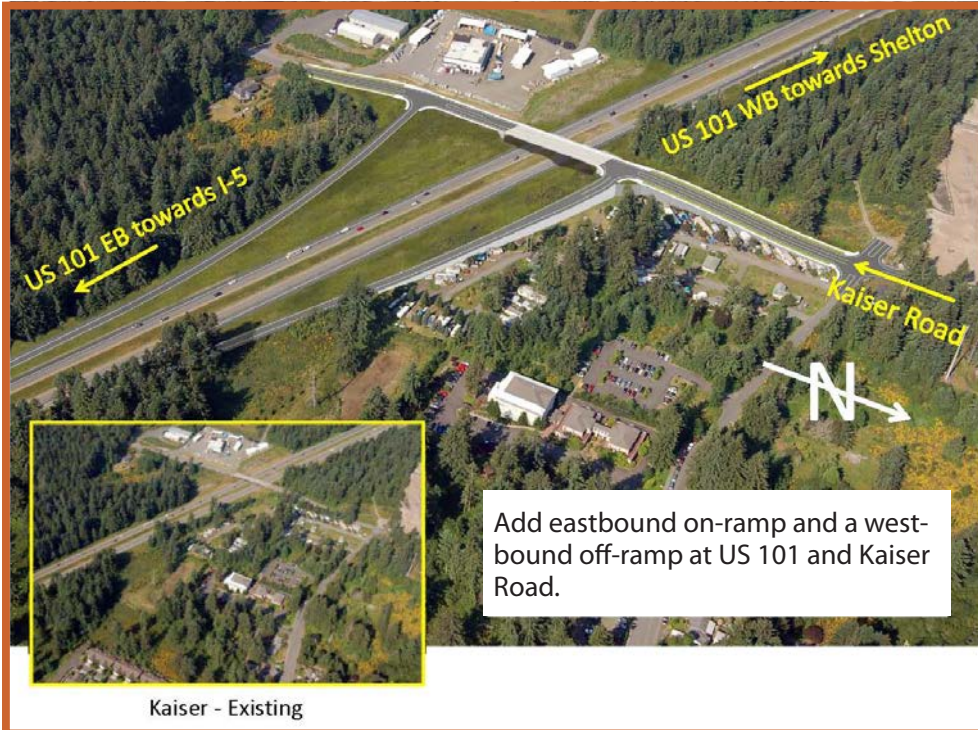 US 101 WB towards Shelton
US 101 EB towards I-5
Kaiser Road
N
Add eastbound on-ramp and a west-
bound off-ramp at US 101 and Kaiser
Road.
Kaiser - Existing